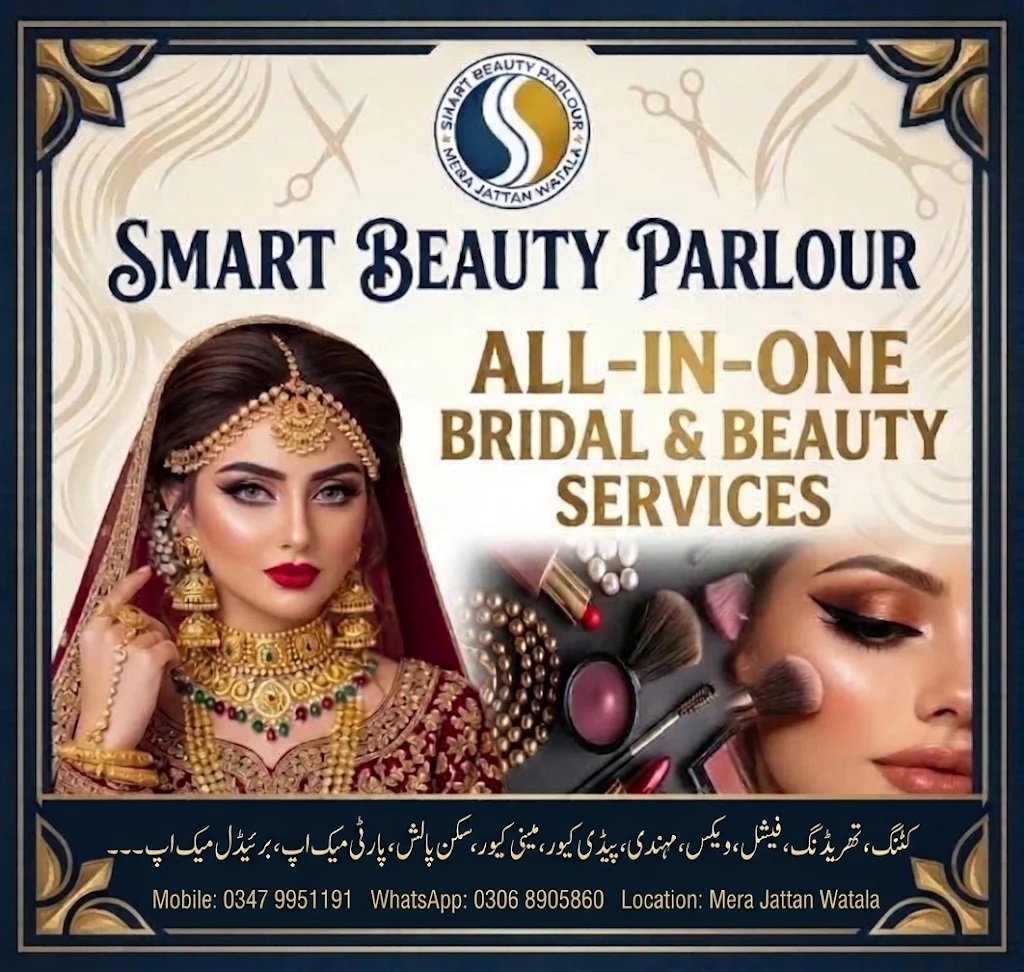 SMART BEAUTY PARLOUR
MERA JATTAN WATALA
SMART BEAUTY PARLOUR
ALL-IN-ONE
BRIDAL & BEAUTY
SERVICES
کٹنگ، تھریڈنگ، فیشل، ویکس، مہندی، پیڈی کیور، مینی کیور، سکن پالش، پارٹی میک اپ، برئیڈل میک اپ۔۔۔
Mobile: 0347 9951191 WhatsApp: 0306 8905860 Location: Mera Jattan Watala